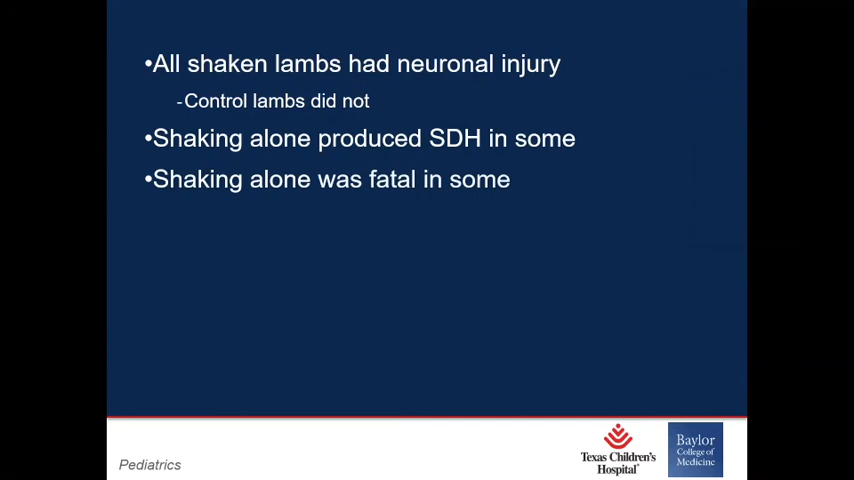 •All shaken lambs had neuronal injury
-Control lambs did not
•Shaking alone produced SDH in some
•Shaking alone was fatal in some
Pediatrics
Texas Children's
Hospital®
Baylor
College of
Medicine